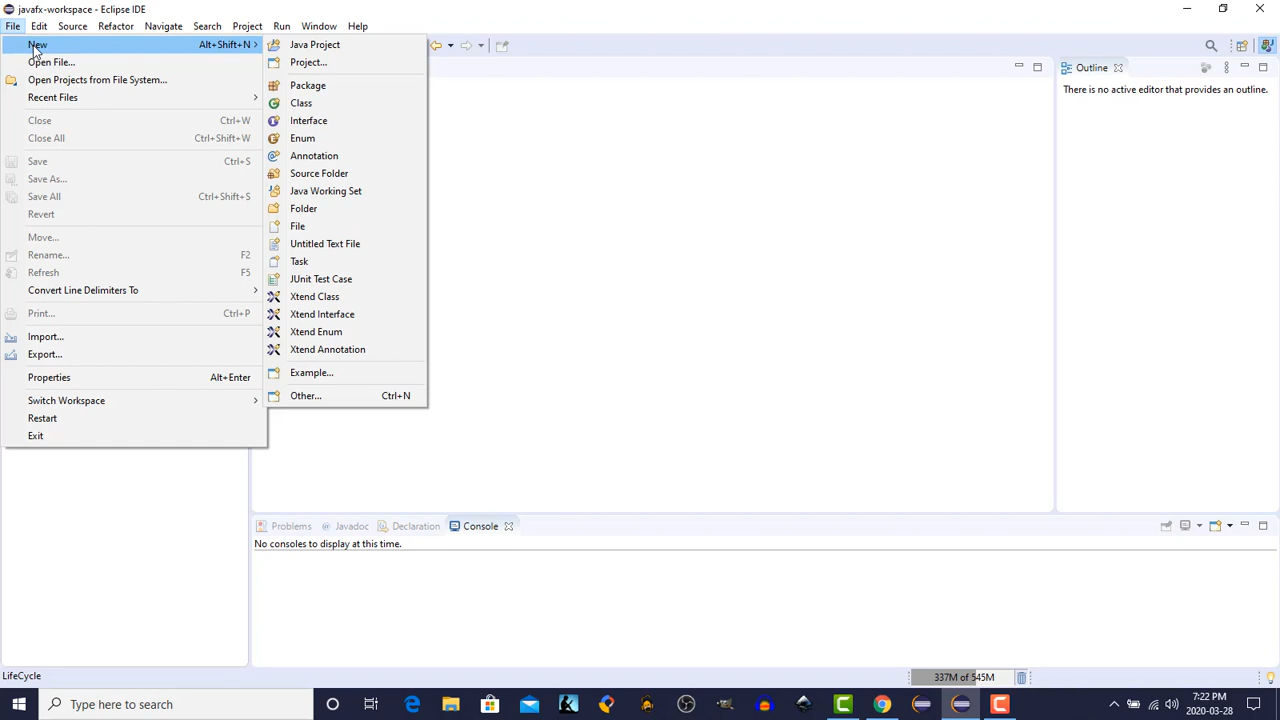 javafx-workspace - Eclipse IDE
File Edit Source Refactor Navigate Search Project Run Window Help
New Alt+Shift+N
Open File...
Open Projects from File System...
Recent Files
Close Ctrl+W
Close All Ctrl+Shift+W
Save Ctrl+S
Save As...
Save All Ctrl+Shift+S
Revert
Move...
Rename... F2
Refresh F5
Convert Line Delimiters To
Print... Ctrl+P
Import...
Export...
Properties Alt+Enter
Switch Workspace
Restart
Exit
Java Project
Project...
Package
Class
Interface
Enum
Annotation
Source Folder
Java Working Set
Folder
File
Untitled Text File
Task
JUnit Test Case
Xtend Class
Xtend Interface
Xtend Enum
Xtend Annotation
Example...
Other... Ctrl+N
Outline
There is no active editor that provides an outline.
Problems Javadoc Declaration Console
No consoles to display at this time.
LifeCycle
337M of 545M
Type here to search
7:22 PM
2020-03-28